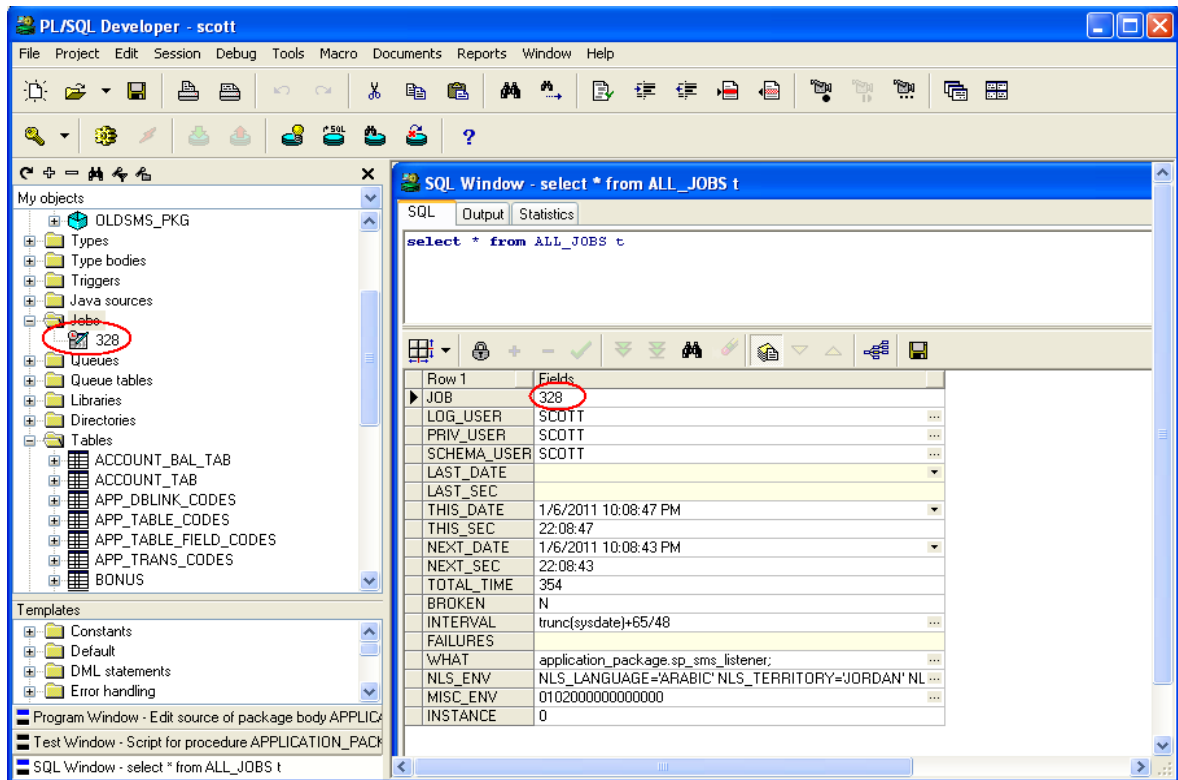 PL/SQL Developer - scott
File Project Edit Session Debug Tools Macro Documents Reports Window Help
SQL
?
My objects
OLDSMS_PKG
Types
Type bodies
Triggers
Java sources
Jobs
328
Queues
Queue tables
Libraries
Directories
Tables
ACCOUNT_BAL_TAB
ACCOUNT_TAB
APP_DBLINK_CODES
APP_TABLE_CODES
APP_TABLE_FIELD_CODES
APP_TRANS_CODES
BONUS
Templates
Constants
Default
DML statements
Error handling
Program Window - Edit source of package body APPLICA
Test Window - Script for procedure APPLICATION_PACK
SQL Window - select * from ALL_JOBS t
SQL Window - select * from ALL_JOBS t
SQL Output Statistics
select * from ALL_JOBS t
Row 1 Fields
JOB 328
LOG_USER SCOTT ...
PRIV_USER SCOTT ...
SCHEMA_USER SCOTT ...
LAST_DATE
LAST_SEC
THIS_DATE 1/6/2011 10:08:47 PM
THIS_SEC 22:08:47
NEXT_DATE 1/6/2011 10:08:43 PM
NEXT_SEC 22:08:43
TOTAL_TIME 354
BROKEN N
INTERVAL trunc(sysdate)+65/48 ...
FAILURES
WHAT application_package.sp_sms_listener; ...
NLS_ENV NLS_LANGUAGE='ARABIC' NLS_TERRITORY='JORDAN' NL ...
MISC_ENV 0102000000000000 ...
INSTANCE 0